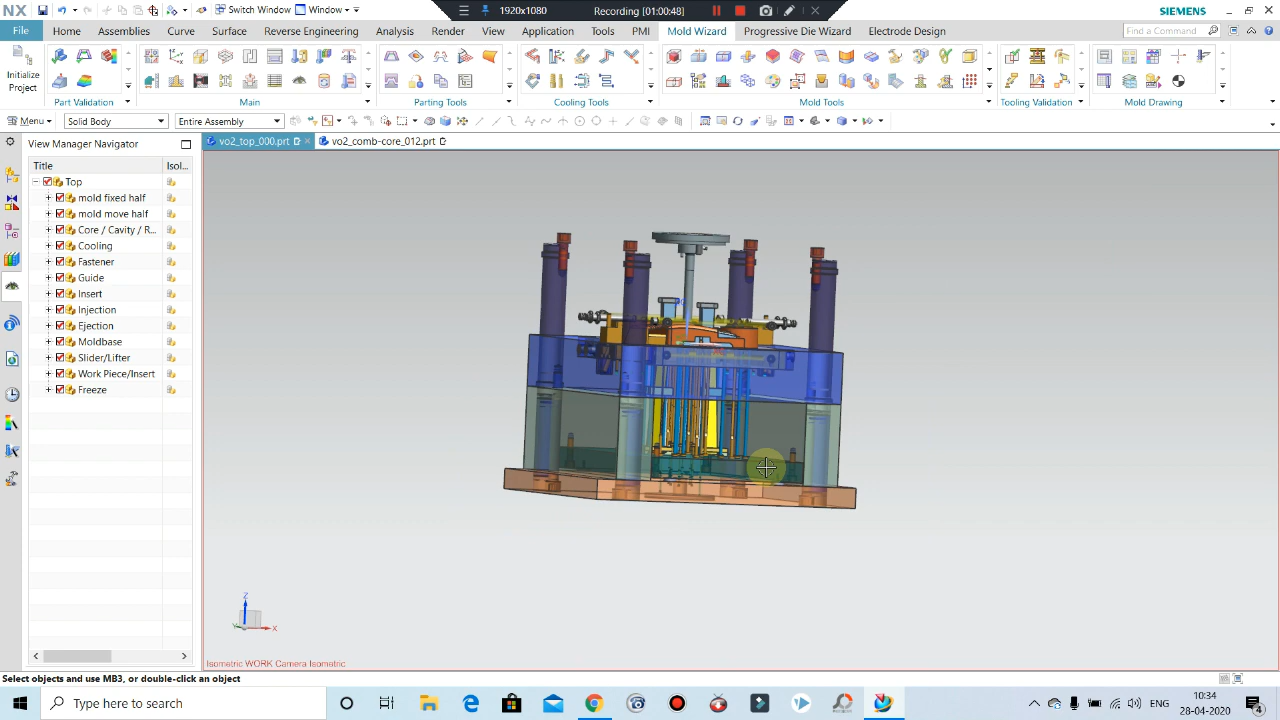 NX
Switch Window
Window
1920x1080
Recording [01:00:48]
SIEMENS
File
Home
Curve
Surface
Reverse Engineering
Analysis
Render
Application
Tools
PMI
Mold Wizard
Progressive Die Wizard
Electrode Design
Find a Command
Initialize
Project
Part Validation
Main
Parting Tools
Cooling Tools
Mold Tools
Tooling Validation
Mold Drawing
Menu
Solid Body
Entire Assembly
View Manager Navigator
vo2_top_000.prt
vo2_comb-core_012.prt
Title
Isol...
Top
mold fixed half
mold move half
Core / Cavity / R...
Cooling
Fastener
Guide
Insert
Injection
Ejection
Moldbase
Slider/Lifter
Work Piece/Insert
Freeze
Z
Y
X
Isometric WORK Camera Isometric
Select objects and use MB3, or double-click an object
Type here to search
ENG
10:34
28-04-2020
4